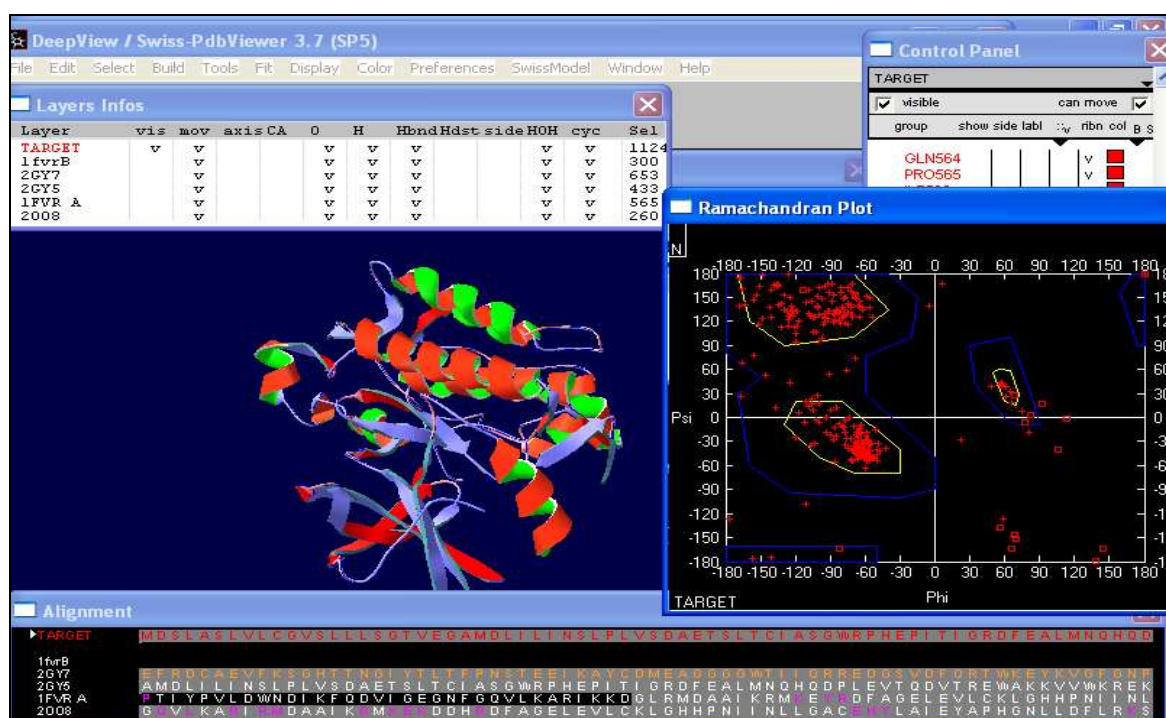 DeepView / Swiss-PdbViewer 3.7 (SP5)
File Edit Select Build Tools Fit Display Color Preferences SwissModel Window Help
Layers Infos
Layer vis mov axis CA O H Hbnd Hdst side HOH cyc Sel
TARGET v v v v v v v 1124
1fvrB v v v v v v 300
2GY7 v v v v v v 653
2GY5 v v v v v v 433
1FVR A v v v v v v 565
2008 v v v v v v 260
Control Panel
TARGET
visible can move
group show side labl ::v ribn col B S
GLN564 v
PRO565 v
Ramachandran Plot
N
-180 -150 -120 -90 -60 -30 0 30 60 90 120 150 180
180
150
120
90
60
30
Psi 0
-30
-60
-90
-120
-150
-180
-180 -150 -120 -90 -60 -30 0 30 60 90 120 150 180
Phi
TARGET
Alignment
TARGET MDSLASLVLCGVSLLLSGTVEGAMDLILINSLPLVSDAETSLTCIASGWRPHEPITIGRDFEALMNQHQD
1fvrB
2GY7
2GY5 AMDLILINSLPLVSDAETSLTCIASGWRPHEPITIGRDFEALMNQHQDPLEVTQDVTREWAKKVVWKREK
1FVR A PTIYPVLDWNDIKFQDVIGEGNFGQVLKARIKKDGLRMDAAIKRMKEYRDFAGELEVLCKLGHHPNIINL
2008